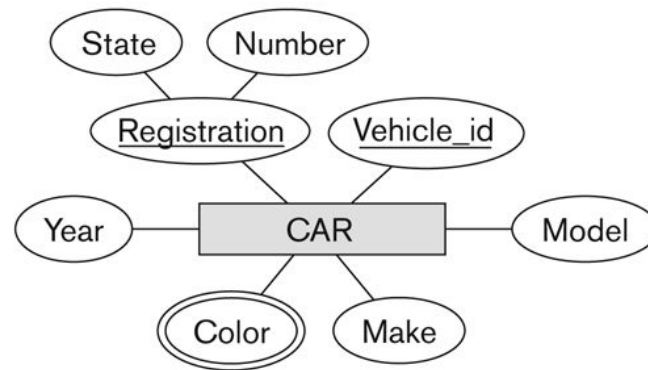 State
Number
Registration
Vehicle_id
Year
CAR
Model
Color
Make